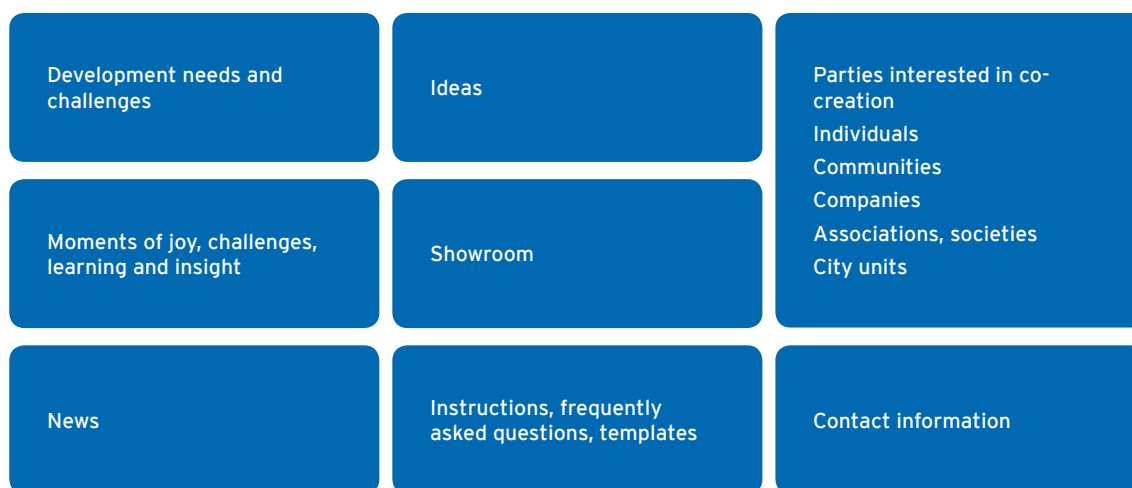 Development needs and
challenges
Ideas
Parties interested in co-
creation
Individuals
Communities
Companies
Associations, societies
City units
Moments of joy, challenges,
learning and insight
Showroom
News
Instructions, frequently
asked questions, templates
Contact information